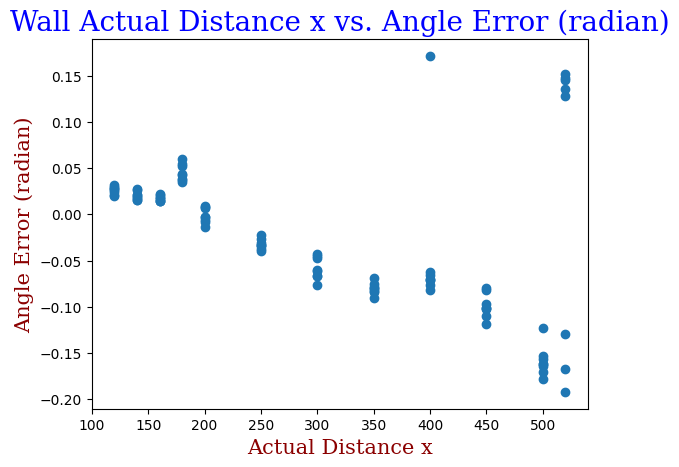 Wall Actual Distance x vs. Angle Error (radian)
Angle Error (radian)
0.15
0.10
0.05
0.00
−0.05
−0.10
−0.15
−0.20
100 150 200 250 300 350 400 450 500
Actual Distance x